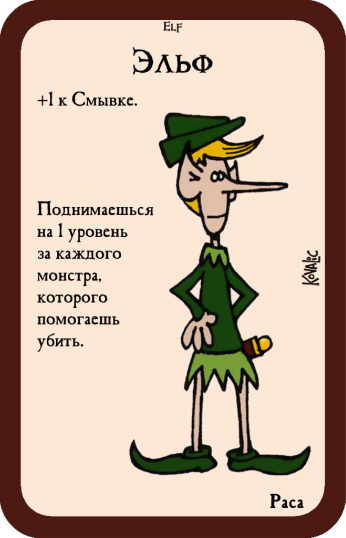 Elf
Эльф
+1 к Смывке.
Поднимаешься
на 1 уровень
за каждого
монстра,
которого
помогаешь
убить.
Kovalic
Раса